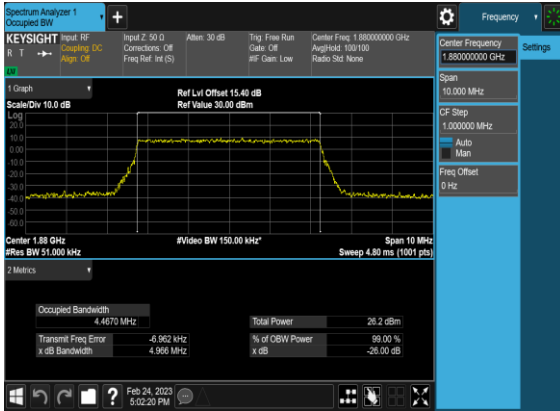 Spectrum Analyzer 1
Occupied BW
+
Frequency
KEYSIGHT
R T
LV
Input: RF
Coupling: DC
Align: Off
Input Z: 50 Ω
Corrections: Off
Freq Ref: Int (S)
Atten: 30 dB
Trig: Free Run
Gate: Off
#IF Gain: Low
Center Freq: 1.880000000 GHz
Avg|Hold: 100/100
Radio Std: None
Center Frequency
1.880000000 GHz
Settings
Span
10.000 MHz
CF Step
1.000000 MHz
Auto
Man
Freq Offset
0 Hz
1 Graph
Scale/Div 10.0 dB
Ref Lvl Offset 15.40 dB
Ref Value 30.00 dBm
Log
20.0
10.0
0.00
-10.0
-20.0
-30.0
-40.0
-50.0
-60.0
Center 1.88 GHz
#Res BW 51.000 kHz
#Video BW 150.00 kHz*
Span 10 MHz
Sweep 4.80 ms (1001 pts)
2 Metrics
Occupied Bandwidth
4.4670 MHz
Total Power 26.2 dBm
Transmit Freq Error -6.962 kHz
% of OBW Power 99.00 %
x dB Bandwidth 4.966 MHz
x dB -26.00 dB
?
Feb 24, 2023
5:02:20 PM